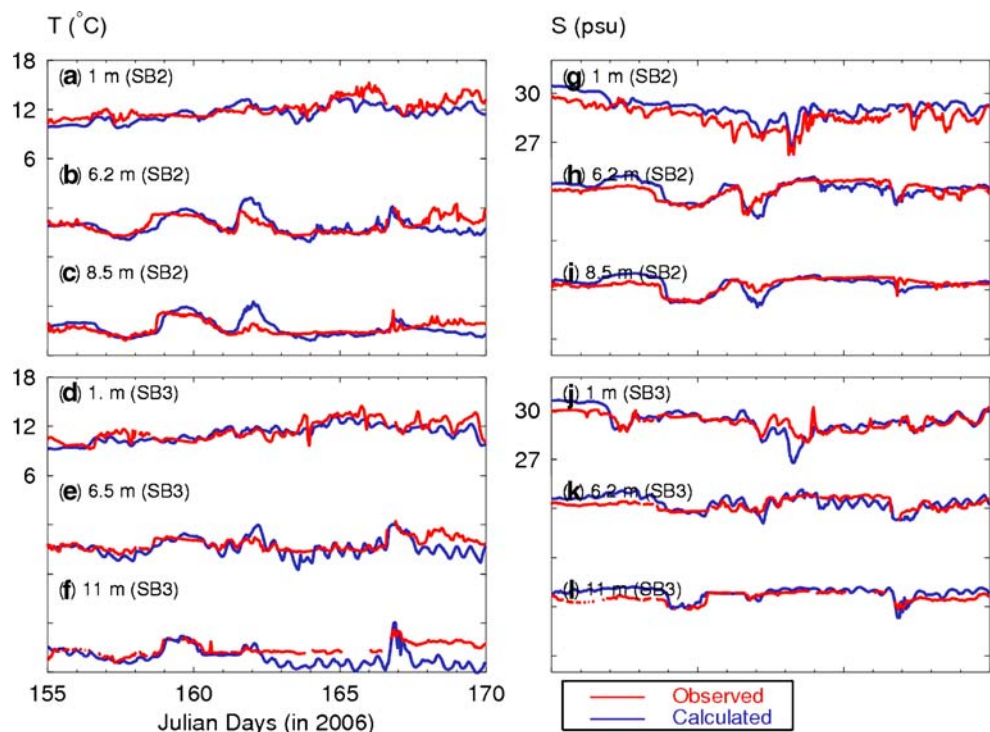 T (°C)
18
12
6
(a) 1 m (SB2)
(b) 6.2 m (SB2)
(c) 8.5 m (SB2)
18
12
6
(d) 1. m (SB3)
(e) 6.5 m (SB3)
(f) 11 m (SB3)
155
160
165
170
Julian Days (in 2006)
S (psu)
30
27
(g) 1 m (SB2)
(h) 6.2 m (SB2)
(i) 8.5 m (SB2)
30
27
(j) 1 m (SB3)
(k) 6.2 m (SB3)
(l) 11 m (SB3)
Observed
Calculated